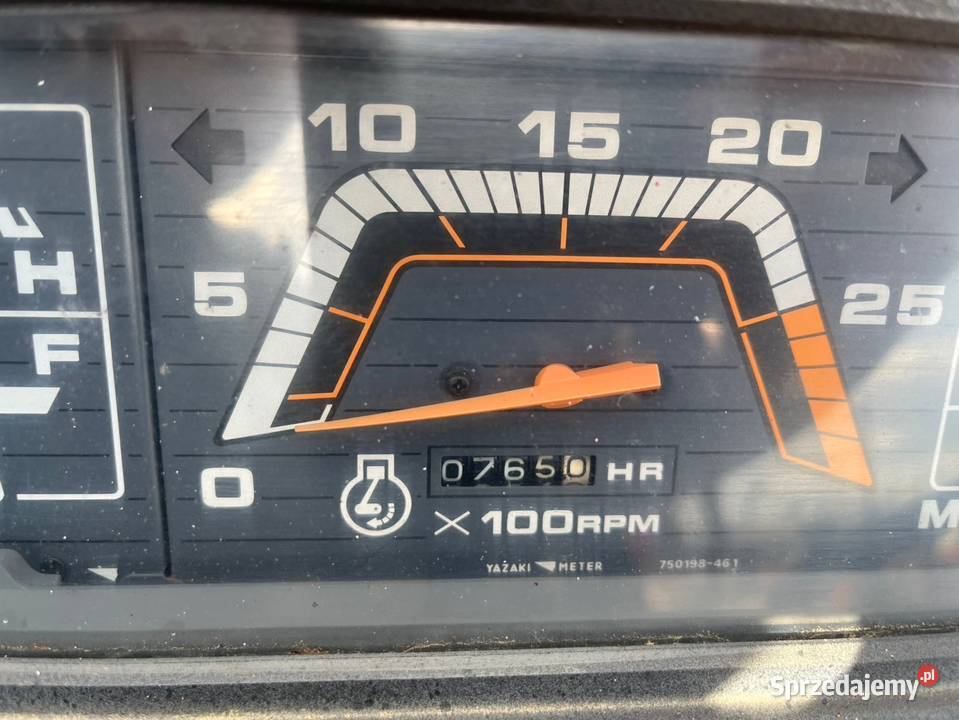 10 15 20
5 25
H
F
0
07650 HR
X 100RPM
YAZAKI METER 750198-461
M
Sprzedajemy.pl